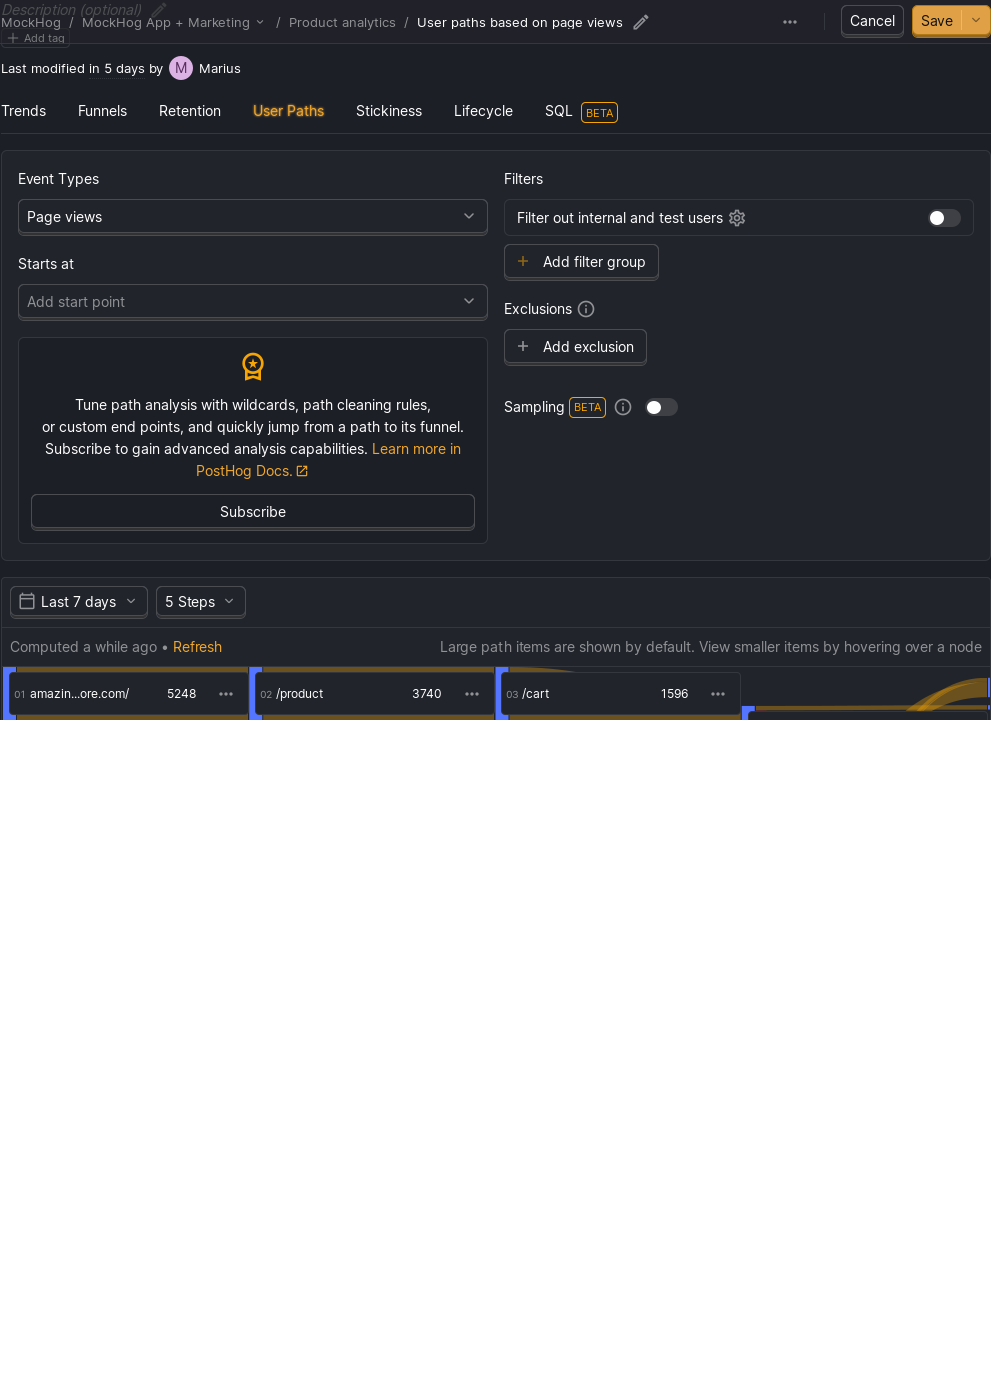 Description (optional)
MockHog / MockHog App + Marketing / Product analytics / User paths based on page views
Cancel
Save
Add tag
Last modified in 5 days by M Marius
Trends Funnels Retention User Paths Stickiness Lifecycle SQL BETA
Event Types
Page views
Starts at
Add start point
Tune path analysis with wildcards, path cleaning rules,
or custom end points, and quickly jump from a path to its funnel.
Subscribe to gain advanced analysis capabilities. Learn more in
PostHog Docs.
Subscribe
Filters
Filter out internal and test users
Add filter group
Exclusions
Add exclusion
Sampling BETA
Last 7 days 5 Steps
Computed a while ago • Refresh
Large path items are shown by default. View smaller items by hovering over a node
01 amazin...ore.com/ 5248
02 /product 3740
03 /cart 1596